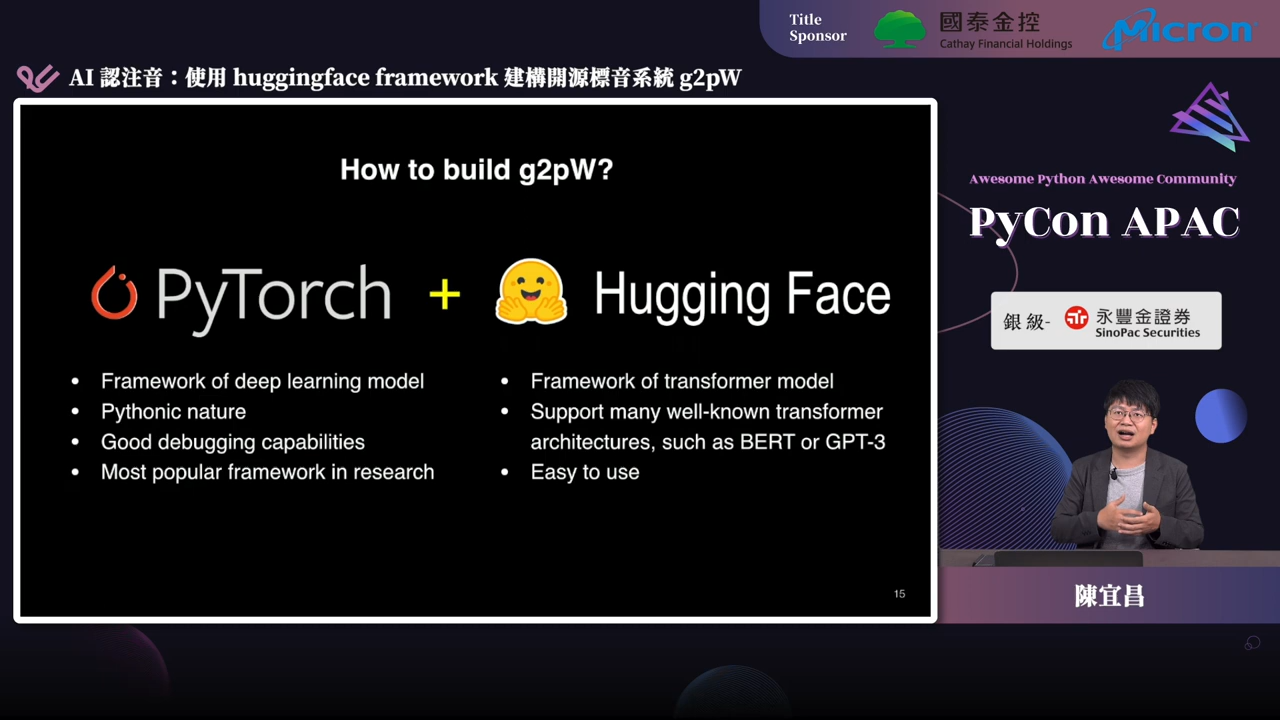 Title
Sponsor
國泰金控
Cathay Financial Holdings
Micron
AI 認注音：使用 huggingface framework 建構開源標音系統 g2pW
How to build g2pW?
PyTorch + Hugging Face
• Framework of deep learning model
• Pythonic nature
• Good debugging capabilities
• Most popular framework in research
• Framework of transformer model
• Support many well-known transformer
architectures, such as BERT or GPT-3
• Easy to use
15
Awesome Python Awesome Community
PyCon APAC
銀級-
永豐金證券
SinoPac Securities
陳宜昌